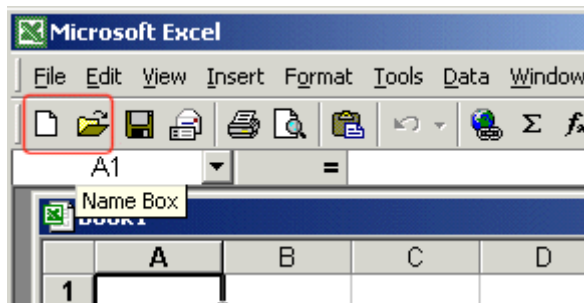 Microsoft Excel
File Edit View Insert Format Tools Data Window
Σ
A1 =
Name Box
A B C D
1